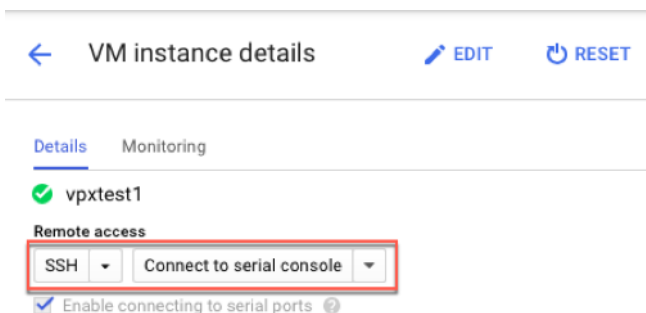 VM instance details EDIT RESET
Details Monitoring
vpxtest1
Remote access
SSH Connect to serial console
Enable connecting to serial ports